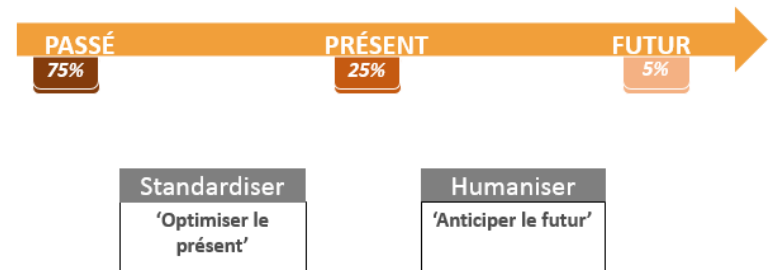 PASSÉ PRÉSENT FUTUR
75% 25% 5%
Standardiser Humaniser
‘Optimiser le ‘Anticiper le futur’
présent’